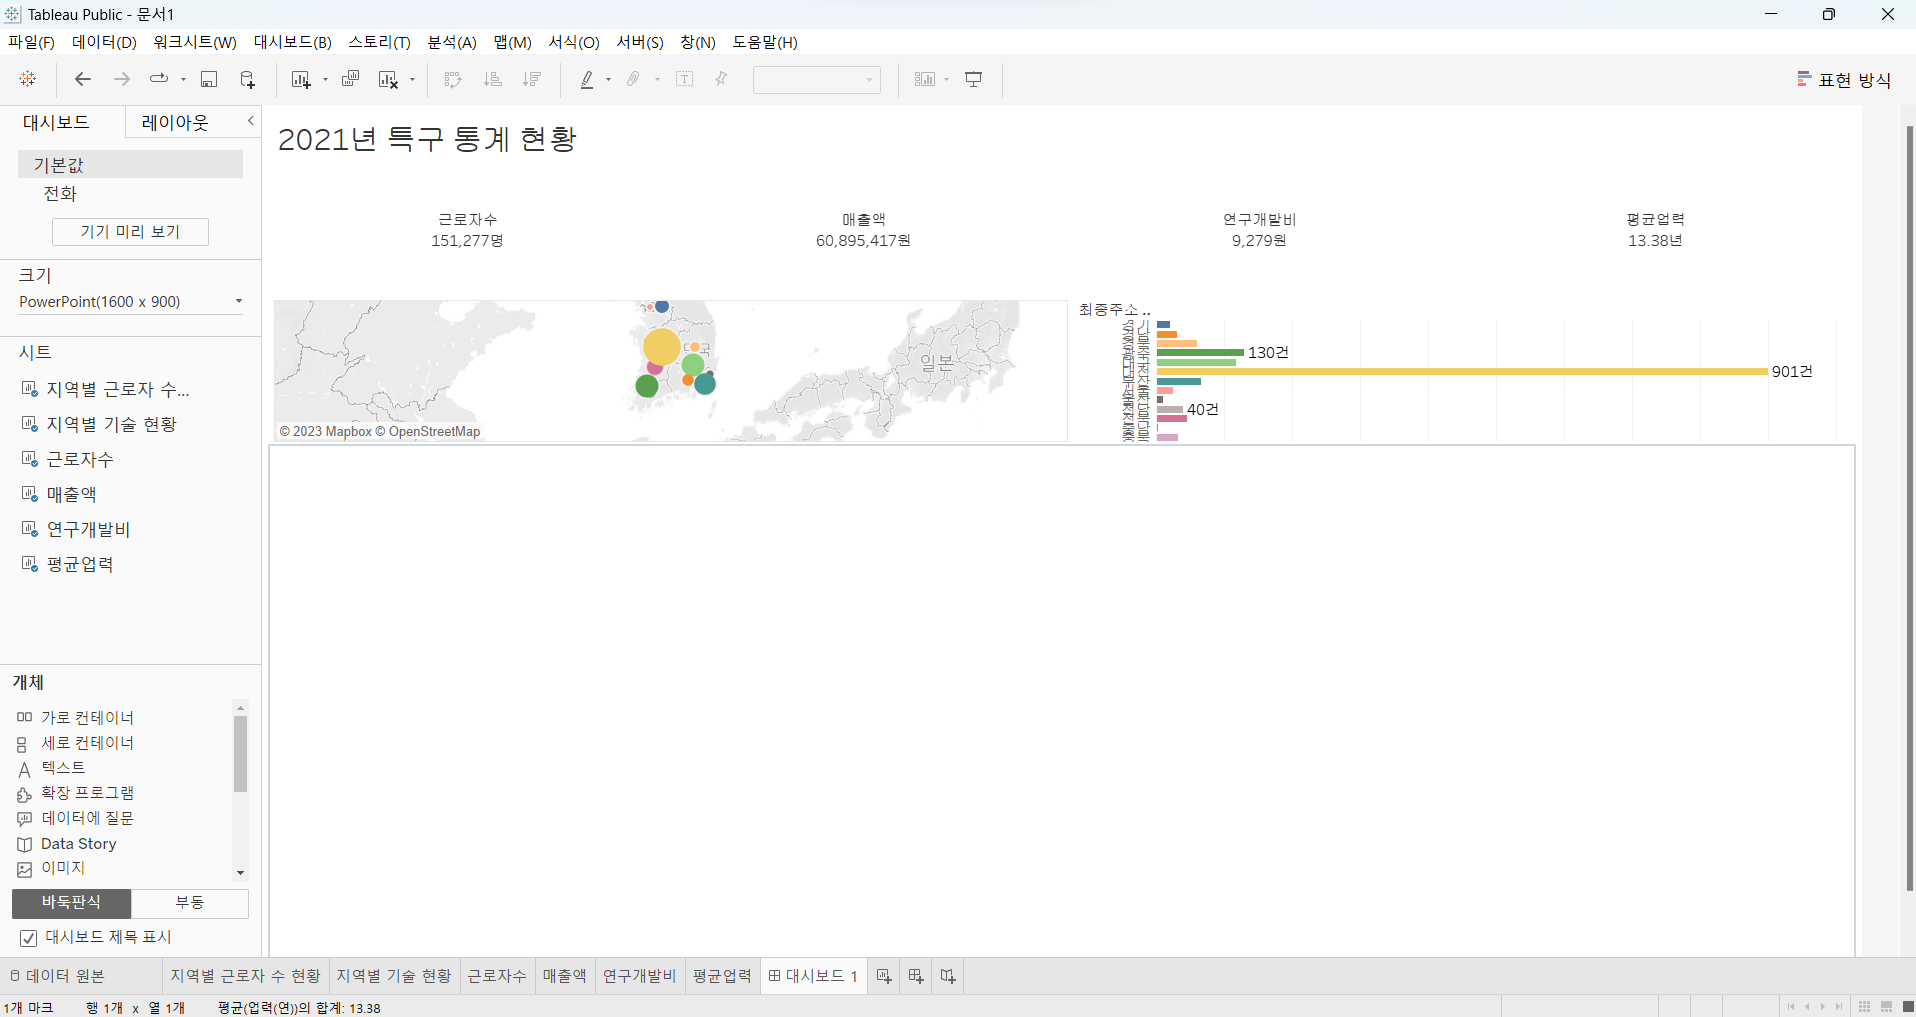 Tableau Public - 문서1
파일(F) 데이터(D) 워크시트(W) 대시보드(B) 스토리(T) 분석(A) 맵(M) 서식(O) 서버(S) 창(N) 도움말(H)
표현 방식
대시보드 레이아웃
기본값
전화
기기 미리 보기
크기
PowerPoint(1600 x 900)
시트
지역별 근로자 수...
지역별 기술 현황
근로자수
매출액
연구개발비
평균업력
개체
가로 컨테이너
세로 컨테이너
텍스트
확장 프로그램
데이터에 질문
Data Story
이미지
바둑판식 부동
대시보드 제목 표시
2021년 특구 통계 현황
근로자수
151,277명
매출액
60,895,417원
연구개발비
9,279원
평균업력
13.38년
일본
© 2023 Mapbox © OpenStreetMap
최종주소 ..
130건
901건
40건
데이터 원본 지역별 근로자 수 현황 지역별 기술 현황 근로자수 매출액 연구개발비 평균업력 대시보드 1
1개 마크 행 1개 x 열 1개 평균(업력(연))의 합계: 13.38